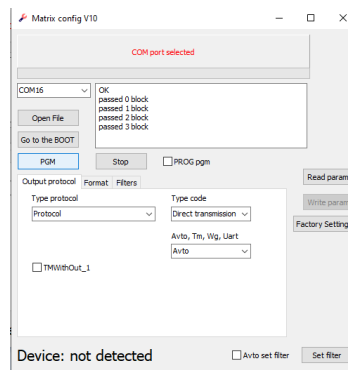 Matrix config V10
COM port selected
COM16
OK
passed 0 block
passed 1 block
passed 2 block
passed 3 block
Open File
Go to the BOOT
PGM
Stop
PROG pgm
Read param
Write param
Factory Setting
Output protocol
Format
Filters
Type protocol
Type code
Protocol
Direct transmission
Avto, Tm, Wg, Uart
Avto
TMWithOut_1
Device: not detected
Avto set filter
Set filter